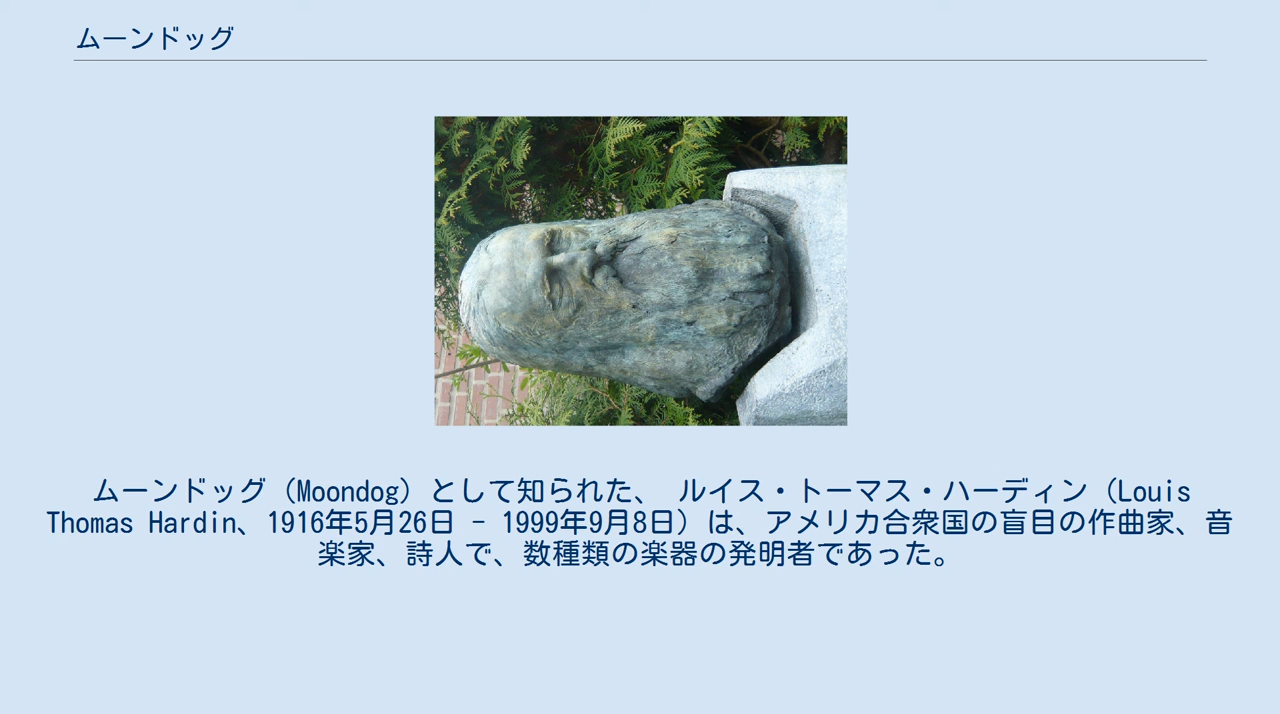 ムーンドッグ
ムーンドッグ（Moondog）として知られた、 ルイス・トーマス・ハーディン（Louis
Thomas Hardin、1916年5月26日 - 1999年9月8日）は、アメリカ合衆国の盲目の作曲家、音
楽家、詩人で、数種類の楽器の発明者であった。